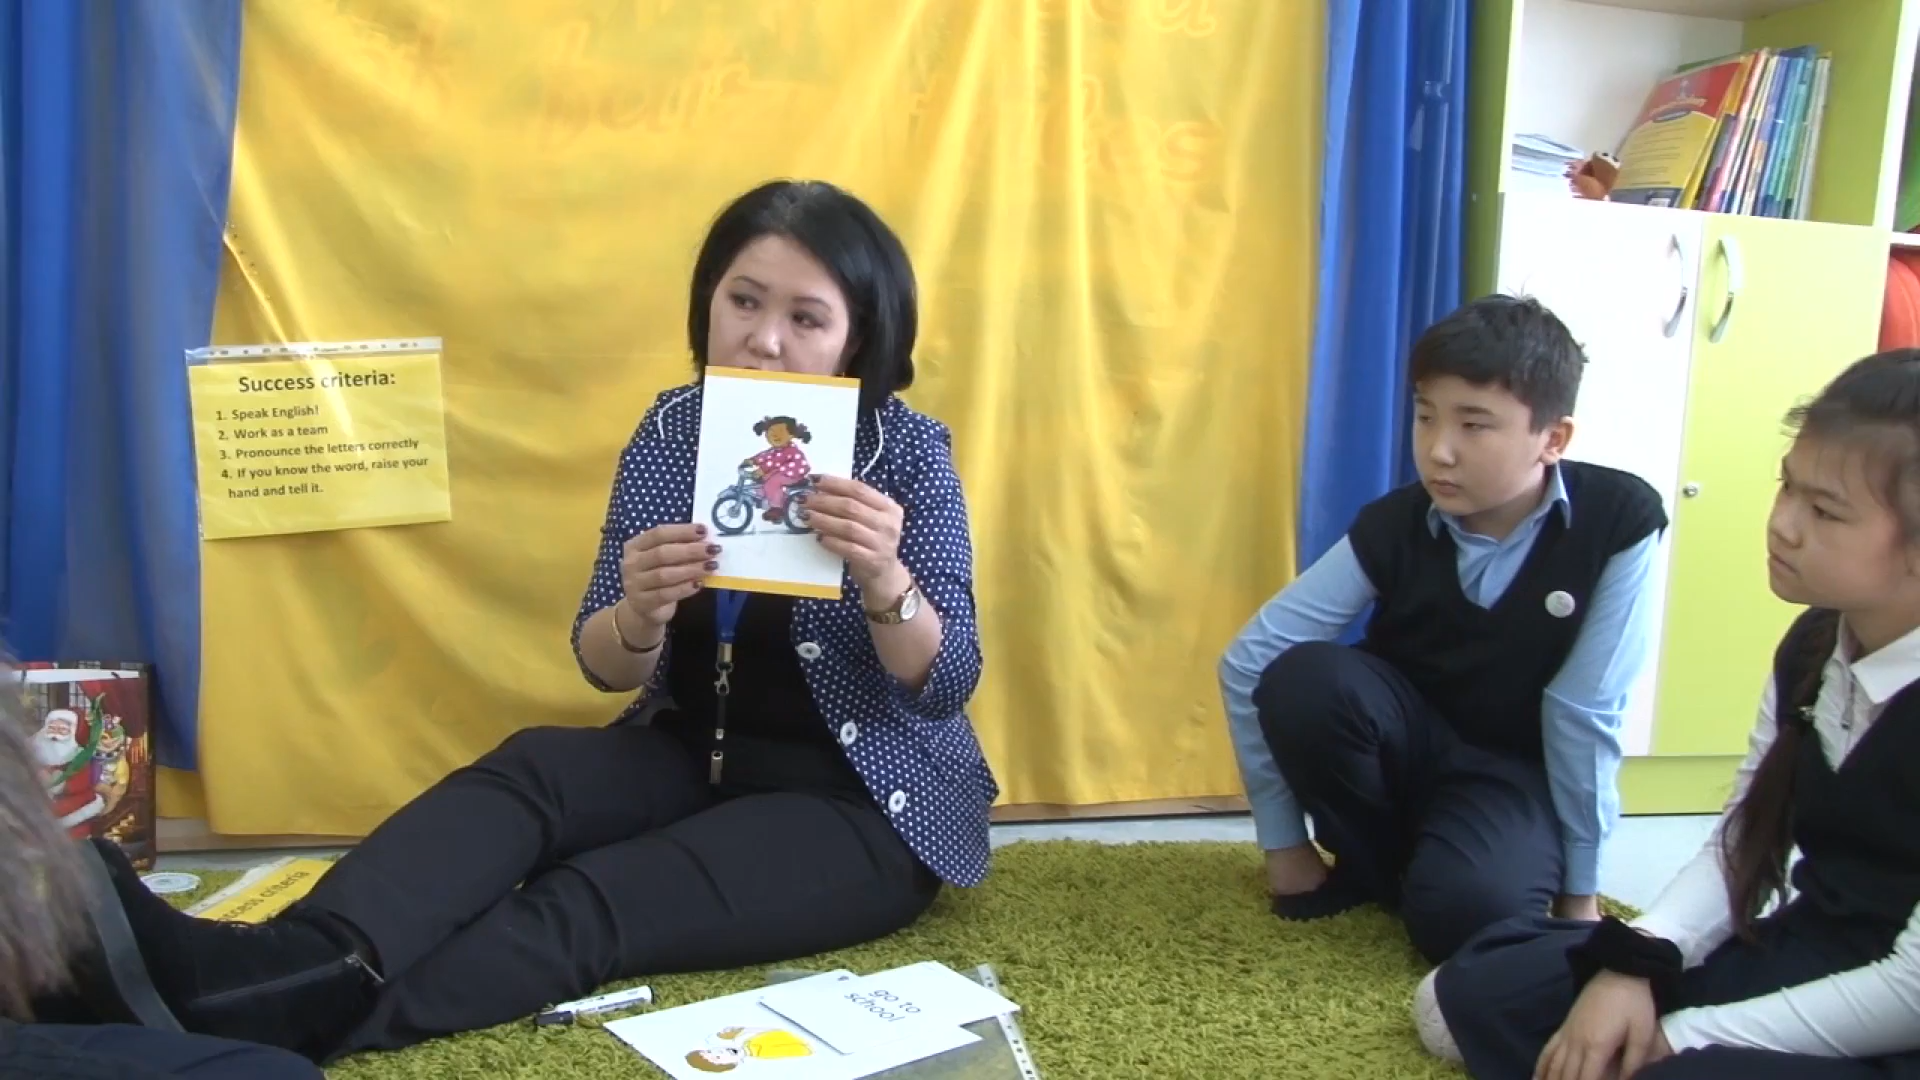 Success criteria:
1. Speak English!
2. Work as a team
3. Pronounce the letters correctly
4. If you know the word, raise your
hand and tell it.
criteria
go to
school